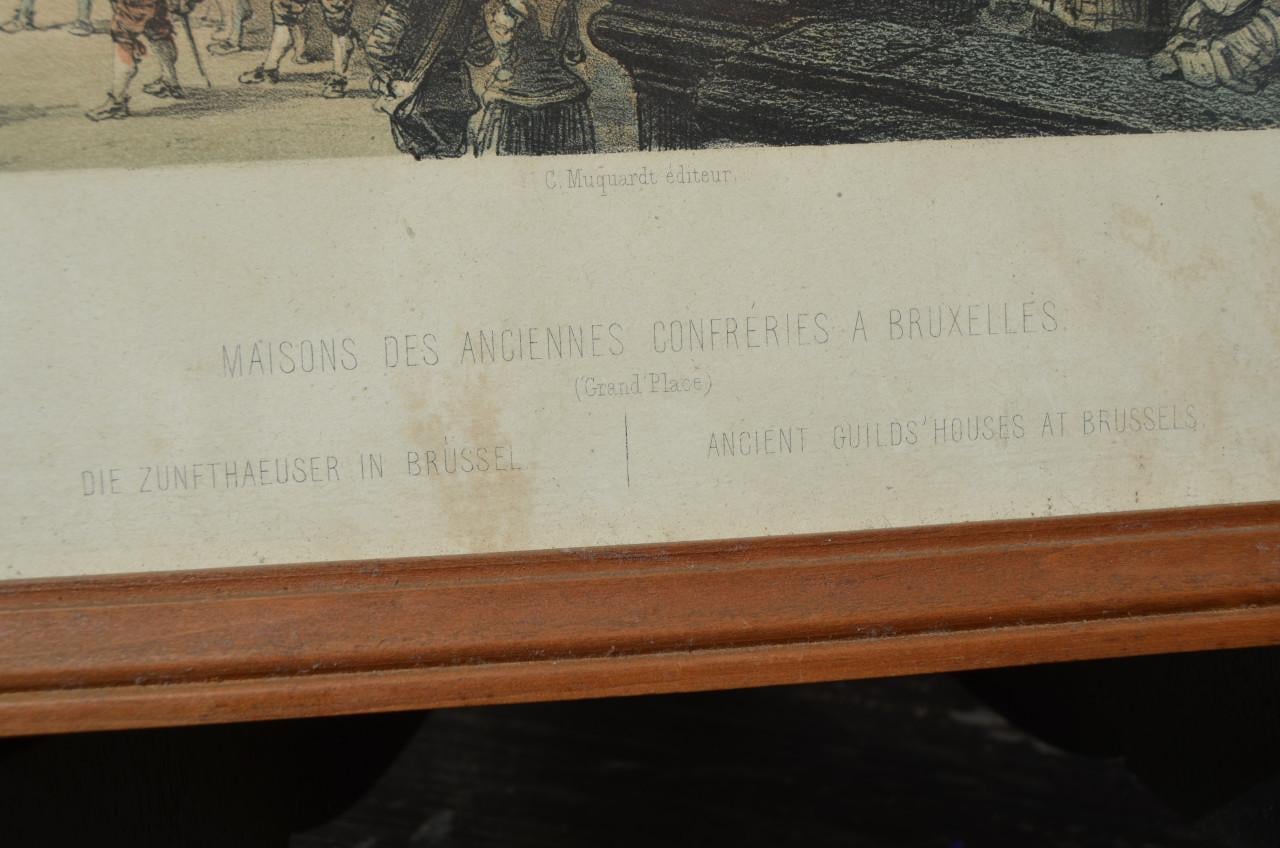 C. Muquardt éditeur.
MAISONS DES ANCIENNES CONFRÉRIES A BRUXELLES.
(Grand'Place)
DIE ZUNFTHAEUSER IN BRÜSSEL.
ANCIENT GUILDS'HOUSES AT BRUSSELS.